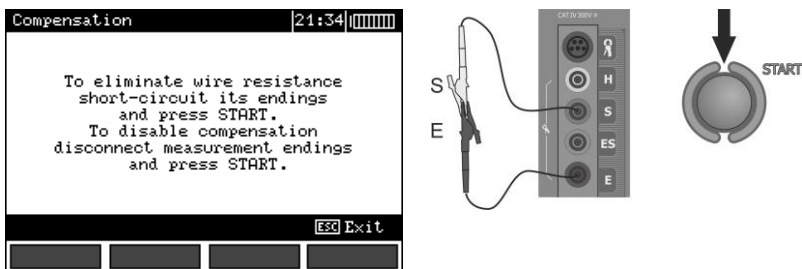 Compensation 21:34
To eliminate wire resistance
short-circuit its endings
and press START.
To disable compensation
disconnect measurement endings
and press START.
ESC Exit
S
E
CAT IV 300V
H
S
ES
E
START